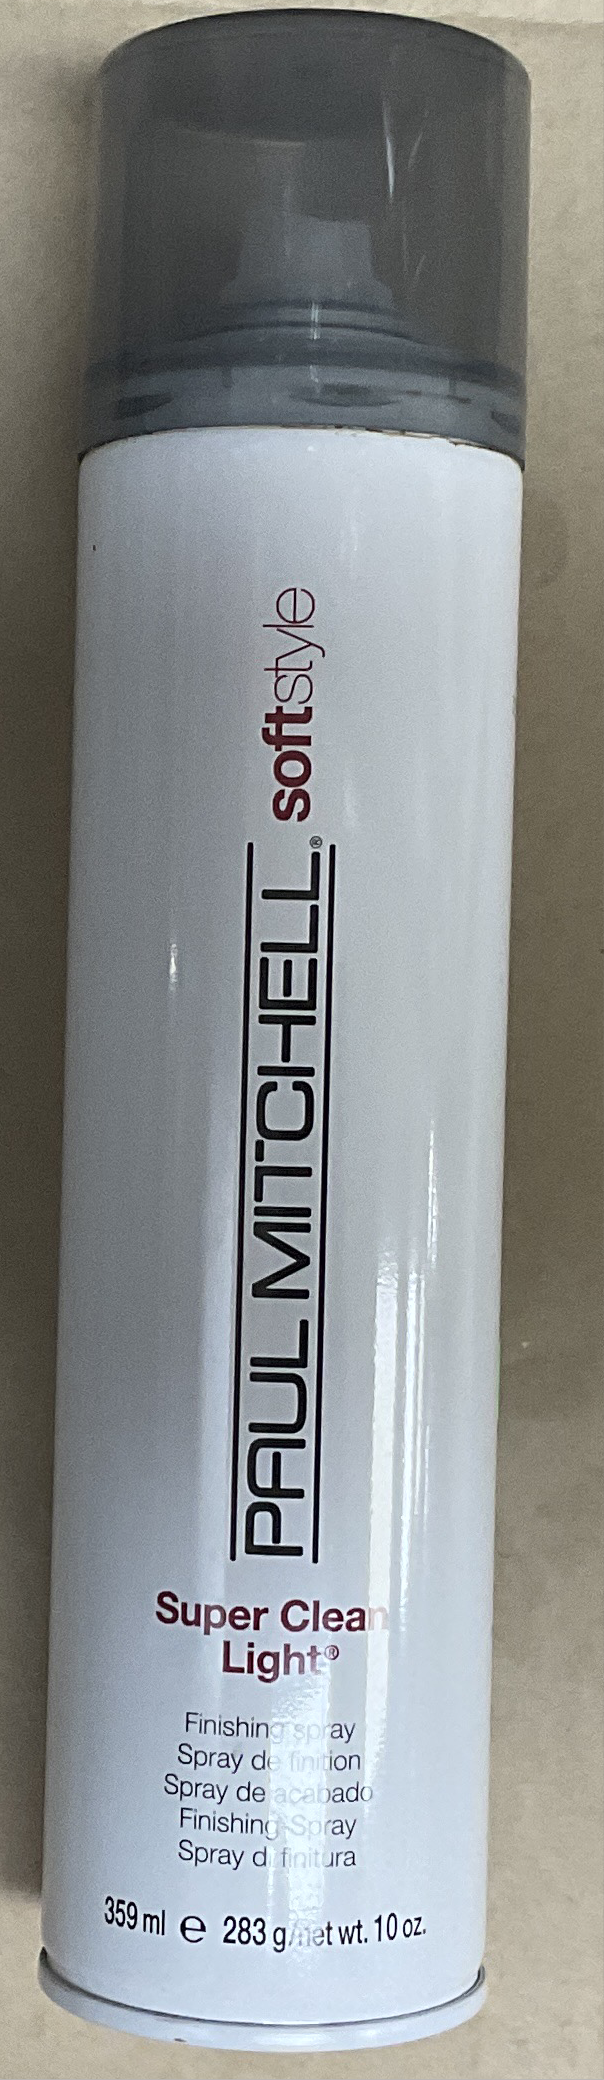 PAUL MITCHELL® softstyle
Super Clean
Light®
Finishing spray
Spray de finition
Spray de acabado
Finishing Spray
Spray di finitura
359 ml e 283 g/net wt. 10 oz.